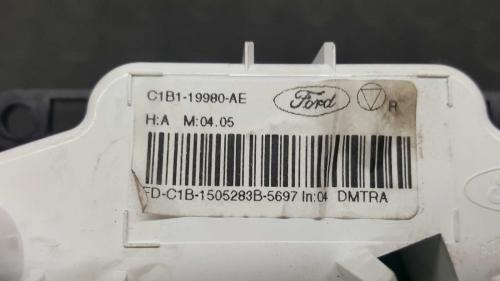 C1B1-19980-AE Ford R
H:A M:04.05
FD-C1B-1505283B-5697 In:04 DMTRA